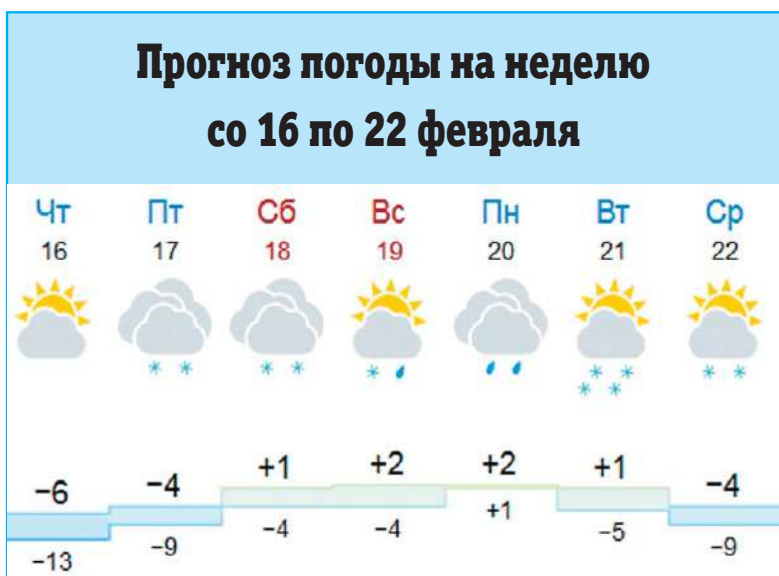 Прогноз погоды на неделю
со 16 по 22 февраля
Чт Пт Сб Вс Пн Вт Ср
16 17 18 19 20 21 22
−6 −4 +1 +2 +2 +1 −4
−13 −9 −4 −4 +1 −5 −9